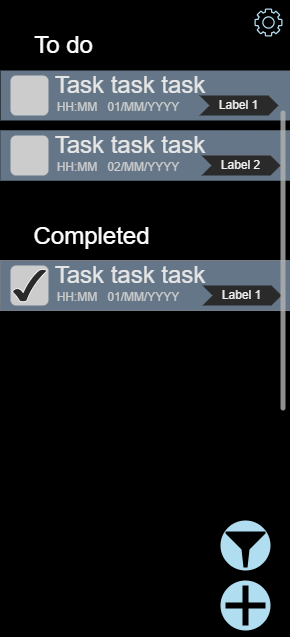 To do
Task task task
HH:MM 01/MM/YYYY Label 1
Task task task
HH:MM 02/MM/YYYY Label 2
Completed
Task task task
HH:MM 01/MM/YYYY Label 1